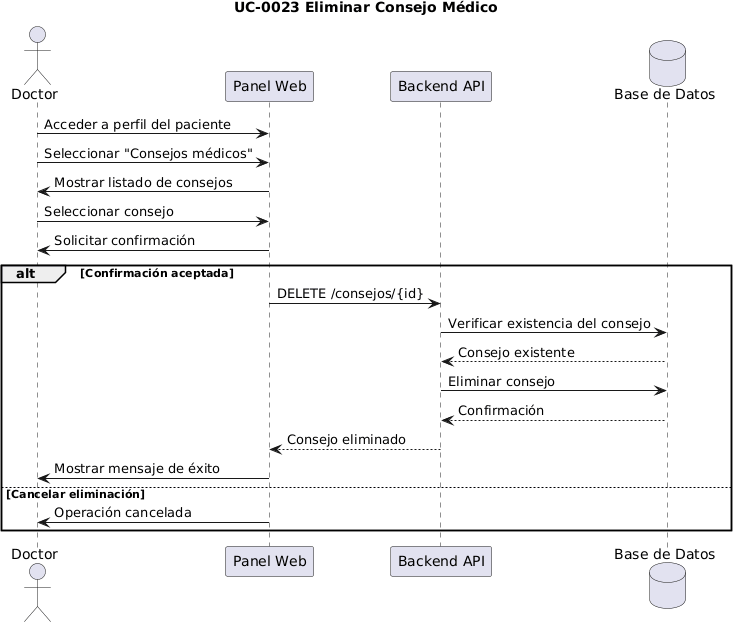 UC-0023 Eliminar Consejo Médico
Doctor
Panel Web
Backend API
Base de Datos
Acceder a perfil del paciente
Seleccionar "Consejos médicos"
Mostrar listado de consejos
Seleccionar consejo
Solicitar confirmación
alt [Confirmación aceptada]
DELETE /consejos/{id}
Verificar existencia del consejo
Consejo existente
Eliminar consejo
Confirmación
Consejo eliminado
Mostrar mensaje de éxito
[Cancelar eliminación]
Operación cancelada
Doctor
Panel Web
Backend API
Base de Datos